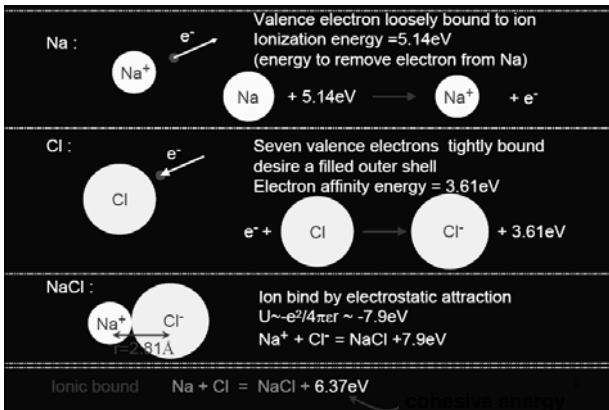 Na :
e⁻
Na⁺
Valence electron loosely bound to ion
Ionization energy =5.14eV
(energy to remove electron from Na)
Na + 5.14eV Na⁺ + e⁻
Cl :
e⁻
Cl
Seven valence electrons tightly bound
desire a filled outer shell
Electron affinity energy = 3.61eV
e⁻ + Cl Cl⁻ + 3.61eV
NaCl :
Na⁺ Cl⁻
r=2.81Å
Ion bind by electrostatic attraction
U~-e²/4πεr ~ -7.9eV
Na⁺ + Cl⁻ = NaCl +7.9eV
Ionic bound Na + Cl = NaCl + 6.37eV
cohesive energy